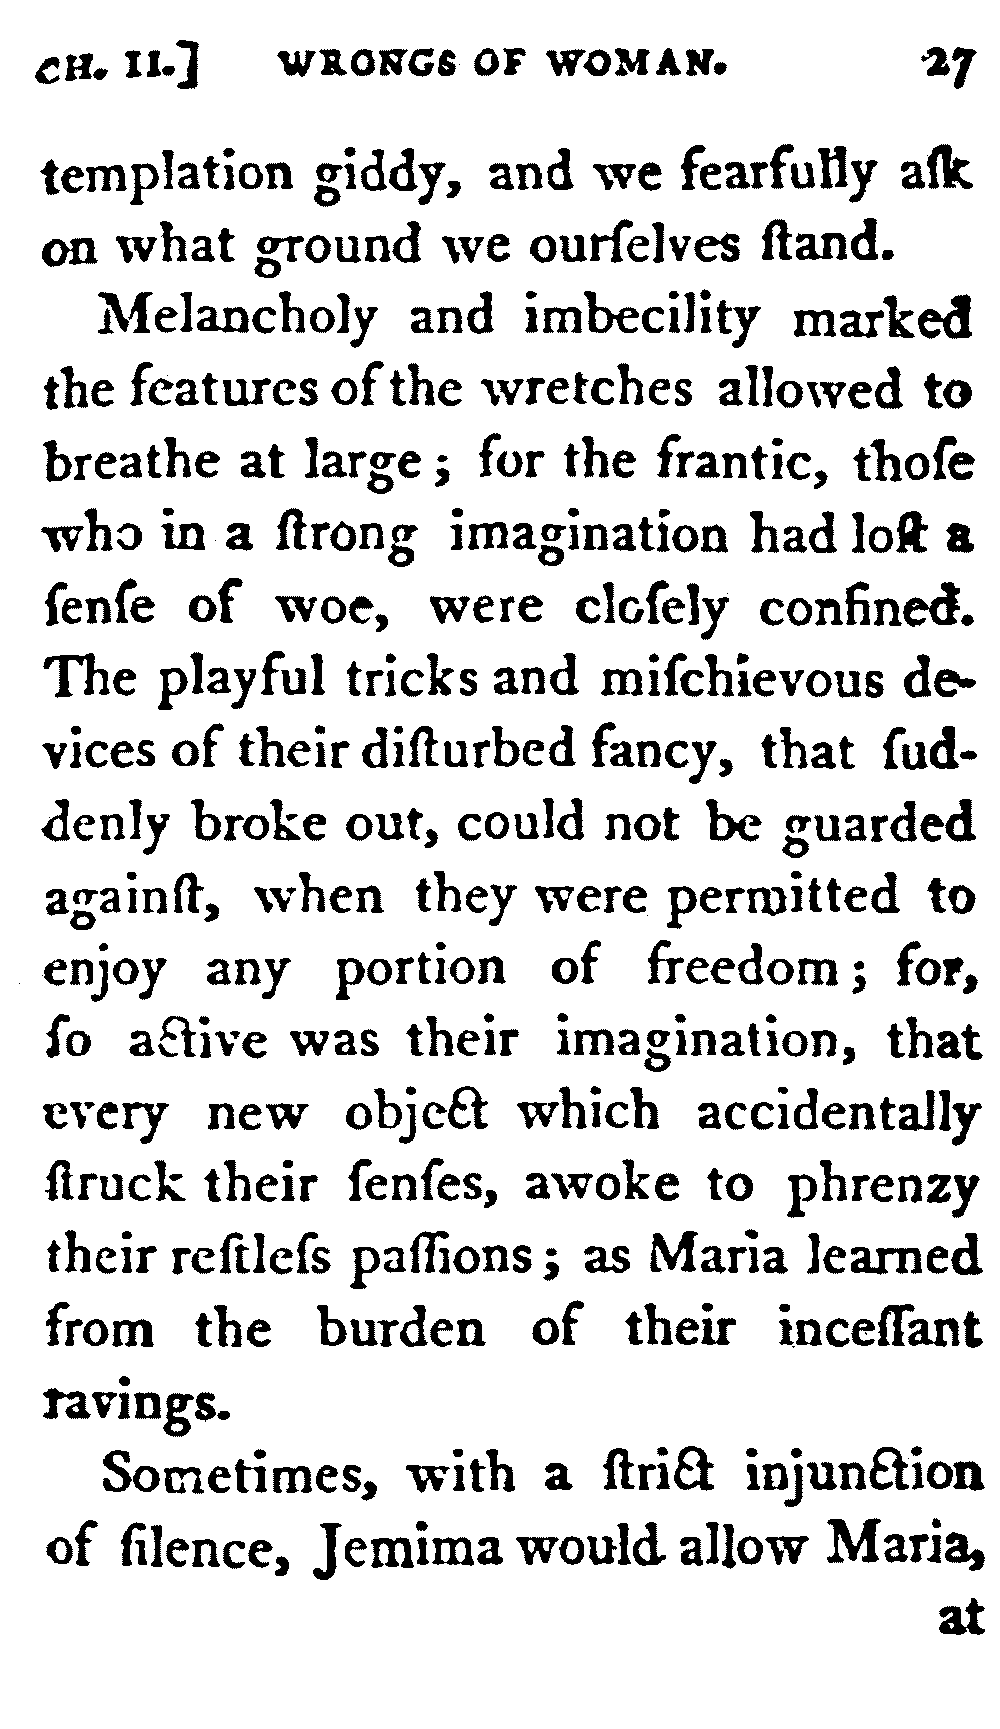 CH. II.] WRONGS OF WOMAN. 27
templation giddy, and we fearfully aſk
on what ground we ourſelves ſtand.
Melancholy and imbecility marked
the features of the wretches allowed to
breathe at large; for the frantic, thoſe
who in a ſtrong imagination had loſt a
ſenſe of woe, were cloſely confined.
The playful tricks and miſchievous de-
vices of their diſturbed fancy, that ſud-
denly broke out, could not be guarded
againſt, when they were permitted to
enjoy any portion of freedom; for,
ſo active was their imagination, that
every new object which accidentally
ſtruck their ſenſes, awoke to phrenzy
their reſtleſs paſſions; as Maria learned
from the burden of their inceſſant
ravings.
Sometimes, with a ſtrict injunction
of ſilence, Jemima would allow Maria,
at